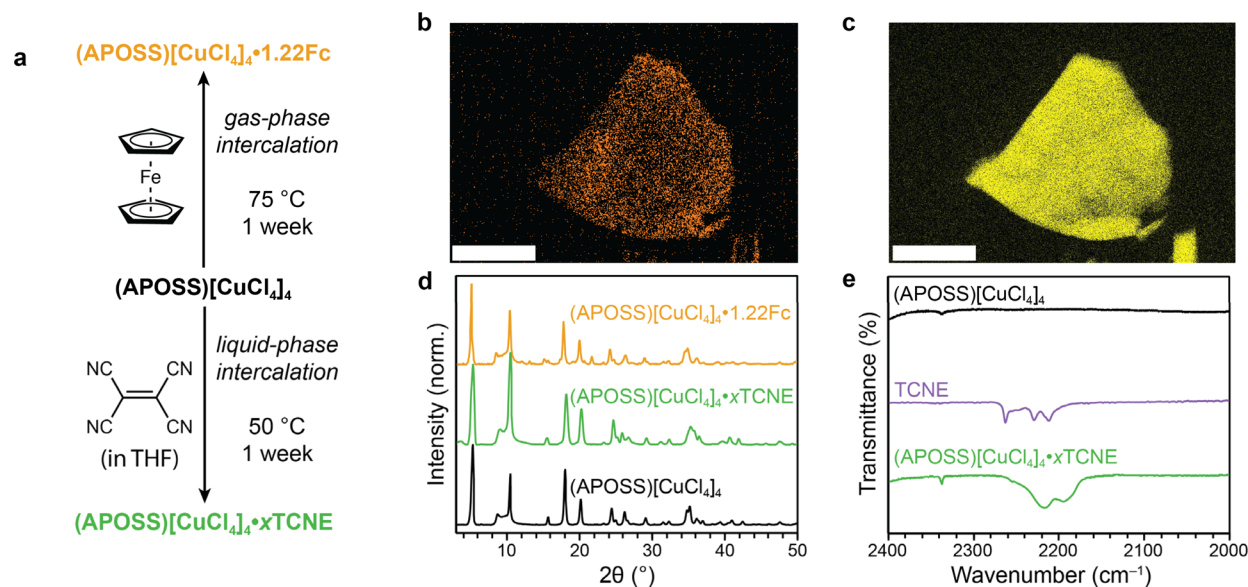 a
(APOSS)[CuCl₄]₄•1.22Fc
gas-phase
intercalation
Fe
75 °C
1 week
(APOSS)[CuCl₄]₄
liquid-phase
intercalation
CN CN
CN CN
50 °C
1 week
(in THF)
(APOSS)[CuCl₄]₄•xTCNE
b
c
d
(APOSS)[CuCl₄]₄•1.22Fc
(APOSS)[CuCl₄]₄•xTCNE
(APOSS)[CuCl₄]₄
Intensity (norm.)
10 20 30 40 50
2θ (°)
e
(APOSS)[CuCl₄]₄
TCNE
(APOSS)[CuCl₄]₄•xTCNE
Transmittance (%)
2400 2300 2200 2100 2000
Wavenumber (cm⁻¹)